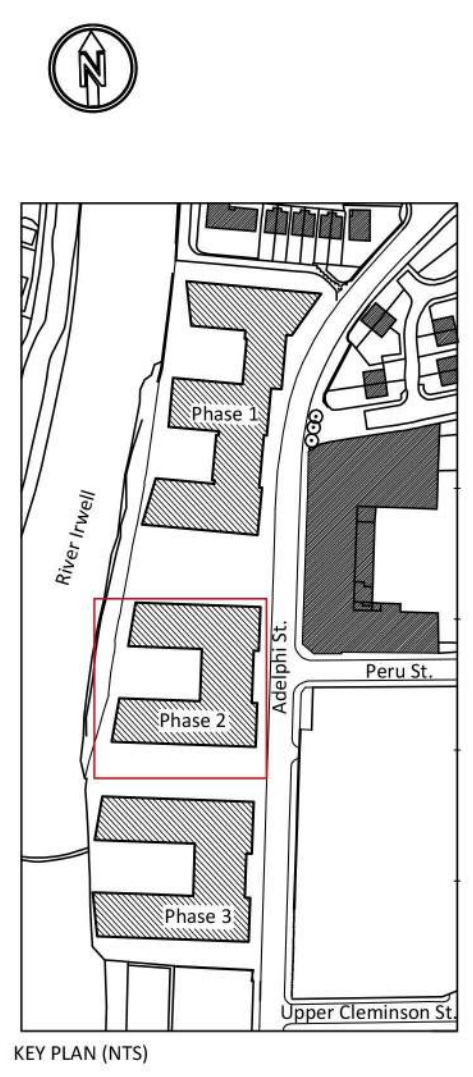 N
Phase 1
River Irwell
Adelphi St.
Peru St.
Phase 2
Phase 3
Upper Cleminson St.
KEY PLAN (NTS)